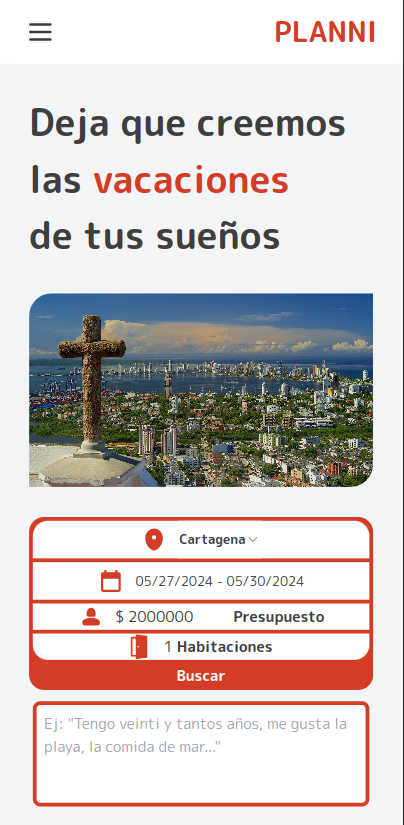 PLANNI
Deja que creemos
las vacaciones
de tus sueños
Cartagena
05/27/2024 - 05/30/2024
$ 2000000 Presupuesto
1 Habitaciones
Buscar
Ej: "Tengo veinti y tantos años, me gusta la
playa, la comida de mar..."